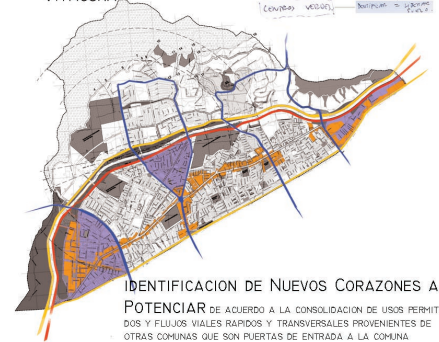 CENTROS
IDENTIFICACION DE NUEVOS CORAZONES A
POTENCIAR DE ACUERDO A LA CONSOLIDACION DE USOS PERMIT
DOS Y FLUJOS VIALES RAPIDOS Y TRANSVERSALES PROVENIENTES DE
OTRAS COMUNAS QUE SON PUERTAS DE ENTRADA A LA COMUNA